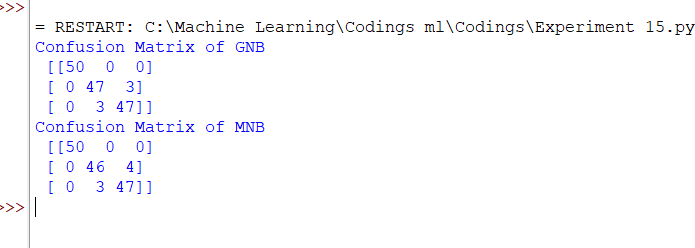 >>>
= RESTART: C:\Machine Learning\Codings ml\Codings\Experiment 15.py
Confusion Matrix of GNB
[[50  0  0]
[ 0 47  3]
[ 0  3 47]]
Confusion Matrix of MNB
[[50  0  0]
[ 0 46  4]
[ 0  3 47]]
>>>